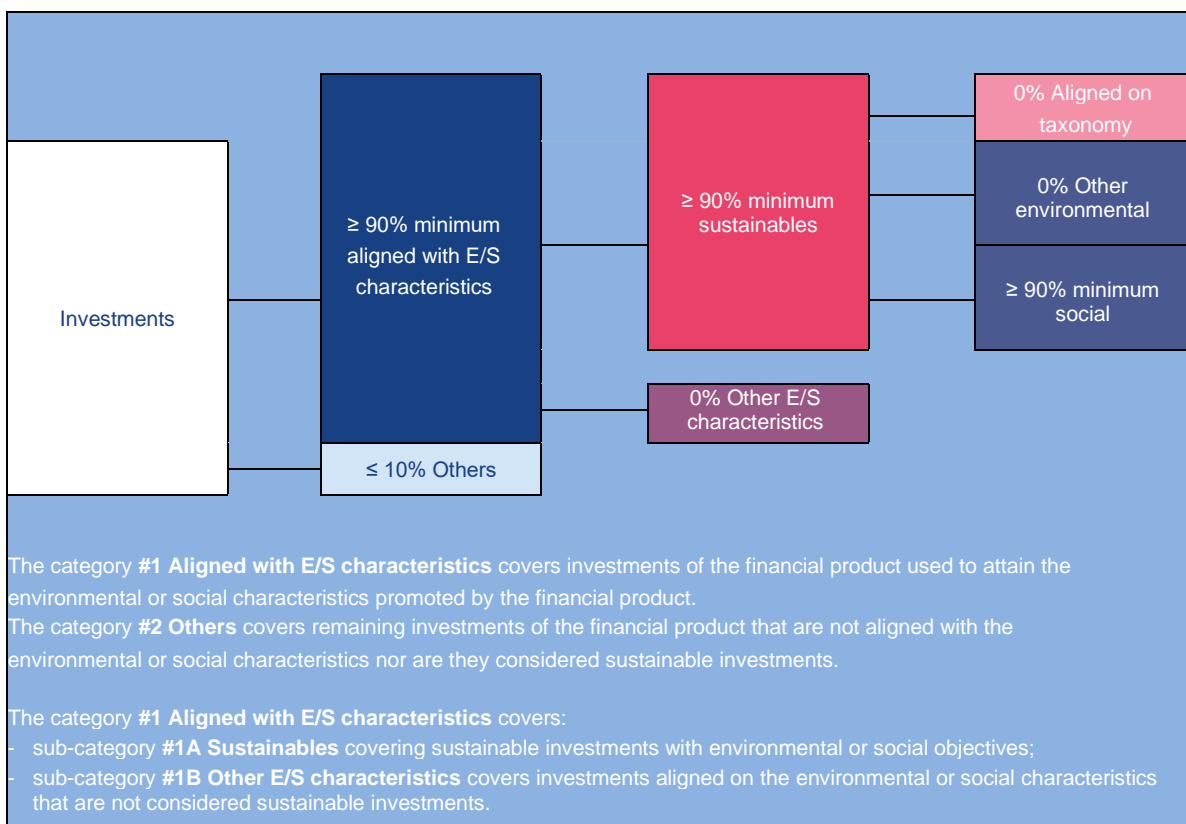 Investments
≥ 90% minimum
aligned with E/S
characteristics
≤ 10% Others
≥ 90% minimum
sustainables
0% Other E/S
characteristics
0% Aligned on
taxonomy
0% Other
environmental
≥ 90% minimum
social
The category #1 Aligned with E/S characteristics covers investments of the financial product used to attain the
environmental or social characteristics promoted by the financial product.
The category #2 Others covers remaining investments of the financial product that are not aligned with the
environmental or social characteristics nor are they considered sustainable investments.
The category #1 Aligned with E/S characteristics covers:
- sub-category #1A Sustainables covering sustainable investments with environmental or social objectives;
- sub-category #1B Other E/S characteristics covers investments aligned on the environmental or social characteristics
that are not considered sustainable investments.